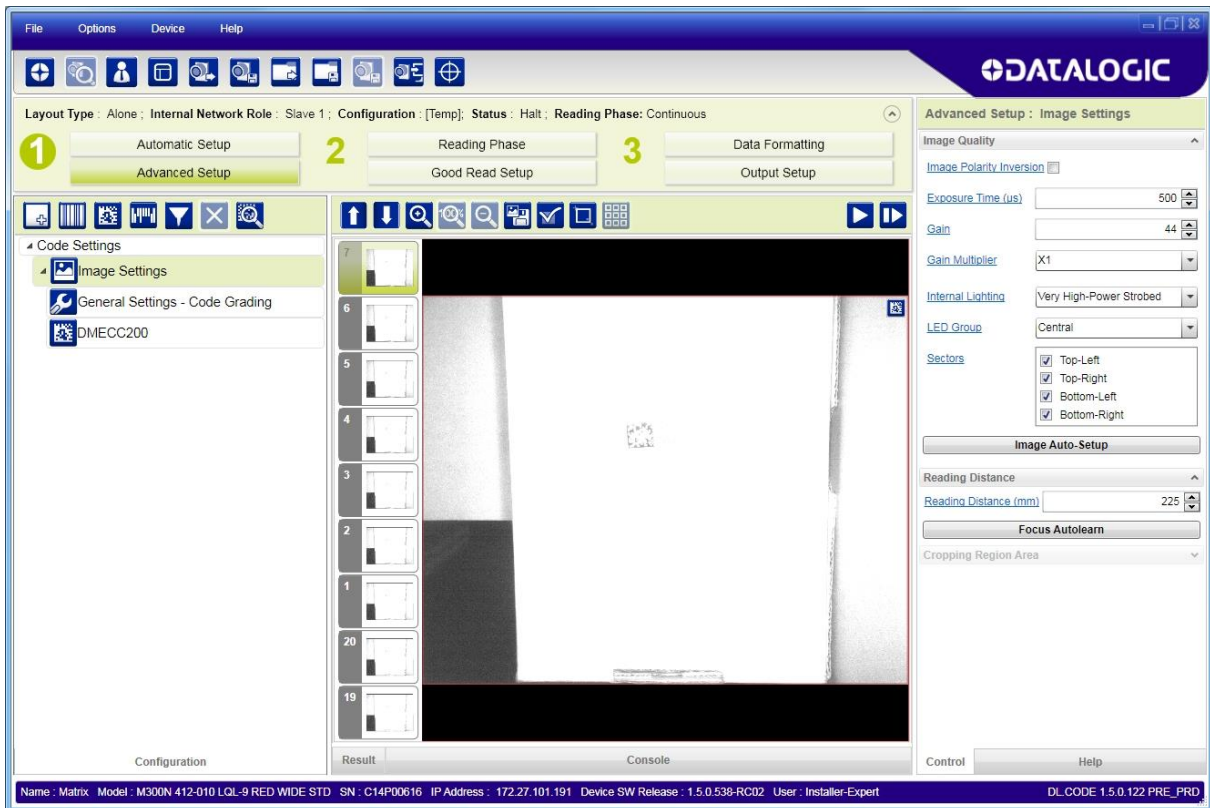 File Options Device Help
DATALOGIC
Layout Type : Alone ; Internal Network Role : Slave 1 ; Configuration : [Temp]; Status : Halt ; Reading Phase: Continuous
1 Automatic Setup 2 Reading Phase 3 Data Formatting
Advanced Setup Good Read Setup Output Setup
Code Settings
Image Settings
General Settings - Code Grading
DMECC200
Configuration
100%
7
6
5
4
3
2
1
20
19
Result Console
Advanced Setup : Image Settings
Image Quality
Image Polarity Inversion
Exposure Time (us) 500
Gain 44
Gain Multiplier X1
Internal Lighting Very High-Power Strobed
LED Group Central
Sectors Top-Left
Top-Right
Bottom-Left
Bottom-Right
Image Auto-Setup
Reading Distance
Reading Distance (mm) 225
Focus Autolearn
Cropping Region Area
Control Help
Name : Matrix Model : M300N 412-010 LQL-9 RED WIDE STD SN : C14P00616 IP Address : 172.27.101.191 Device SW Release : 1.5.0.538-RC02 User : Installer-Expert DL.CODE 1.5.0.122 PRE_PRD